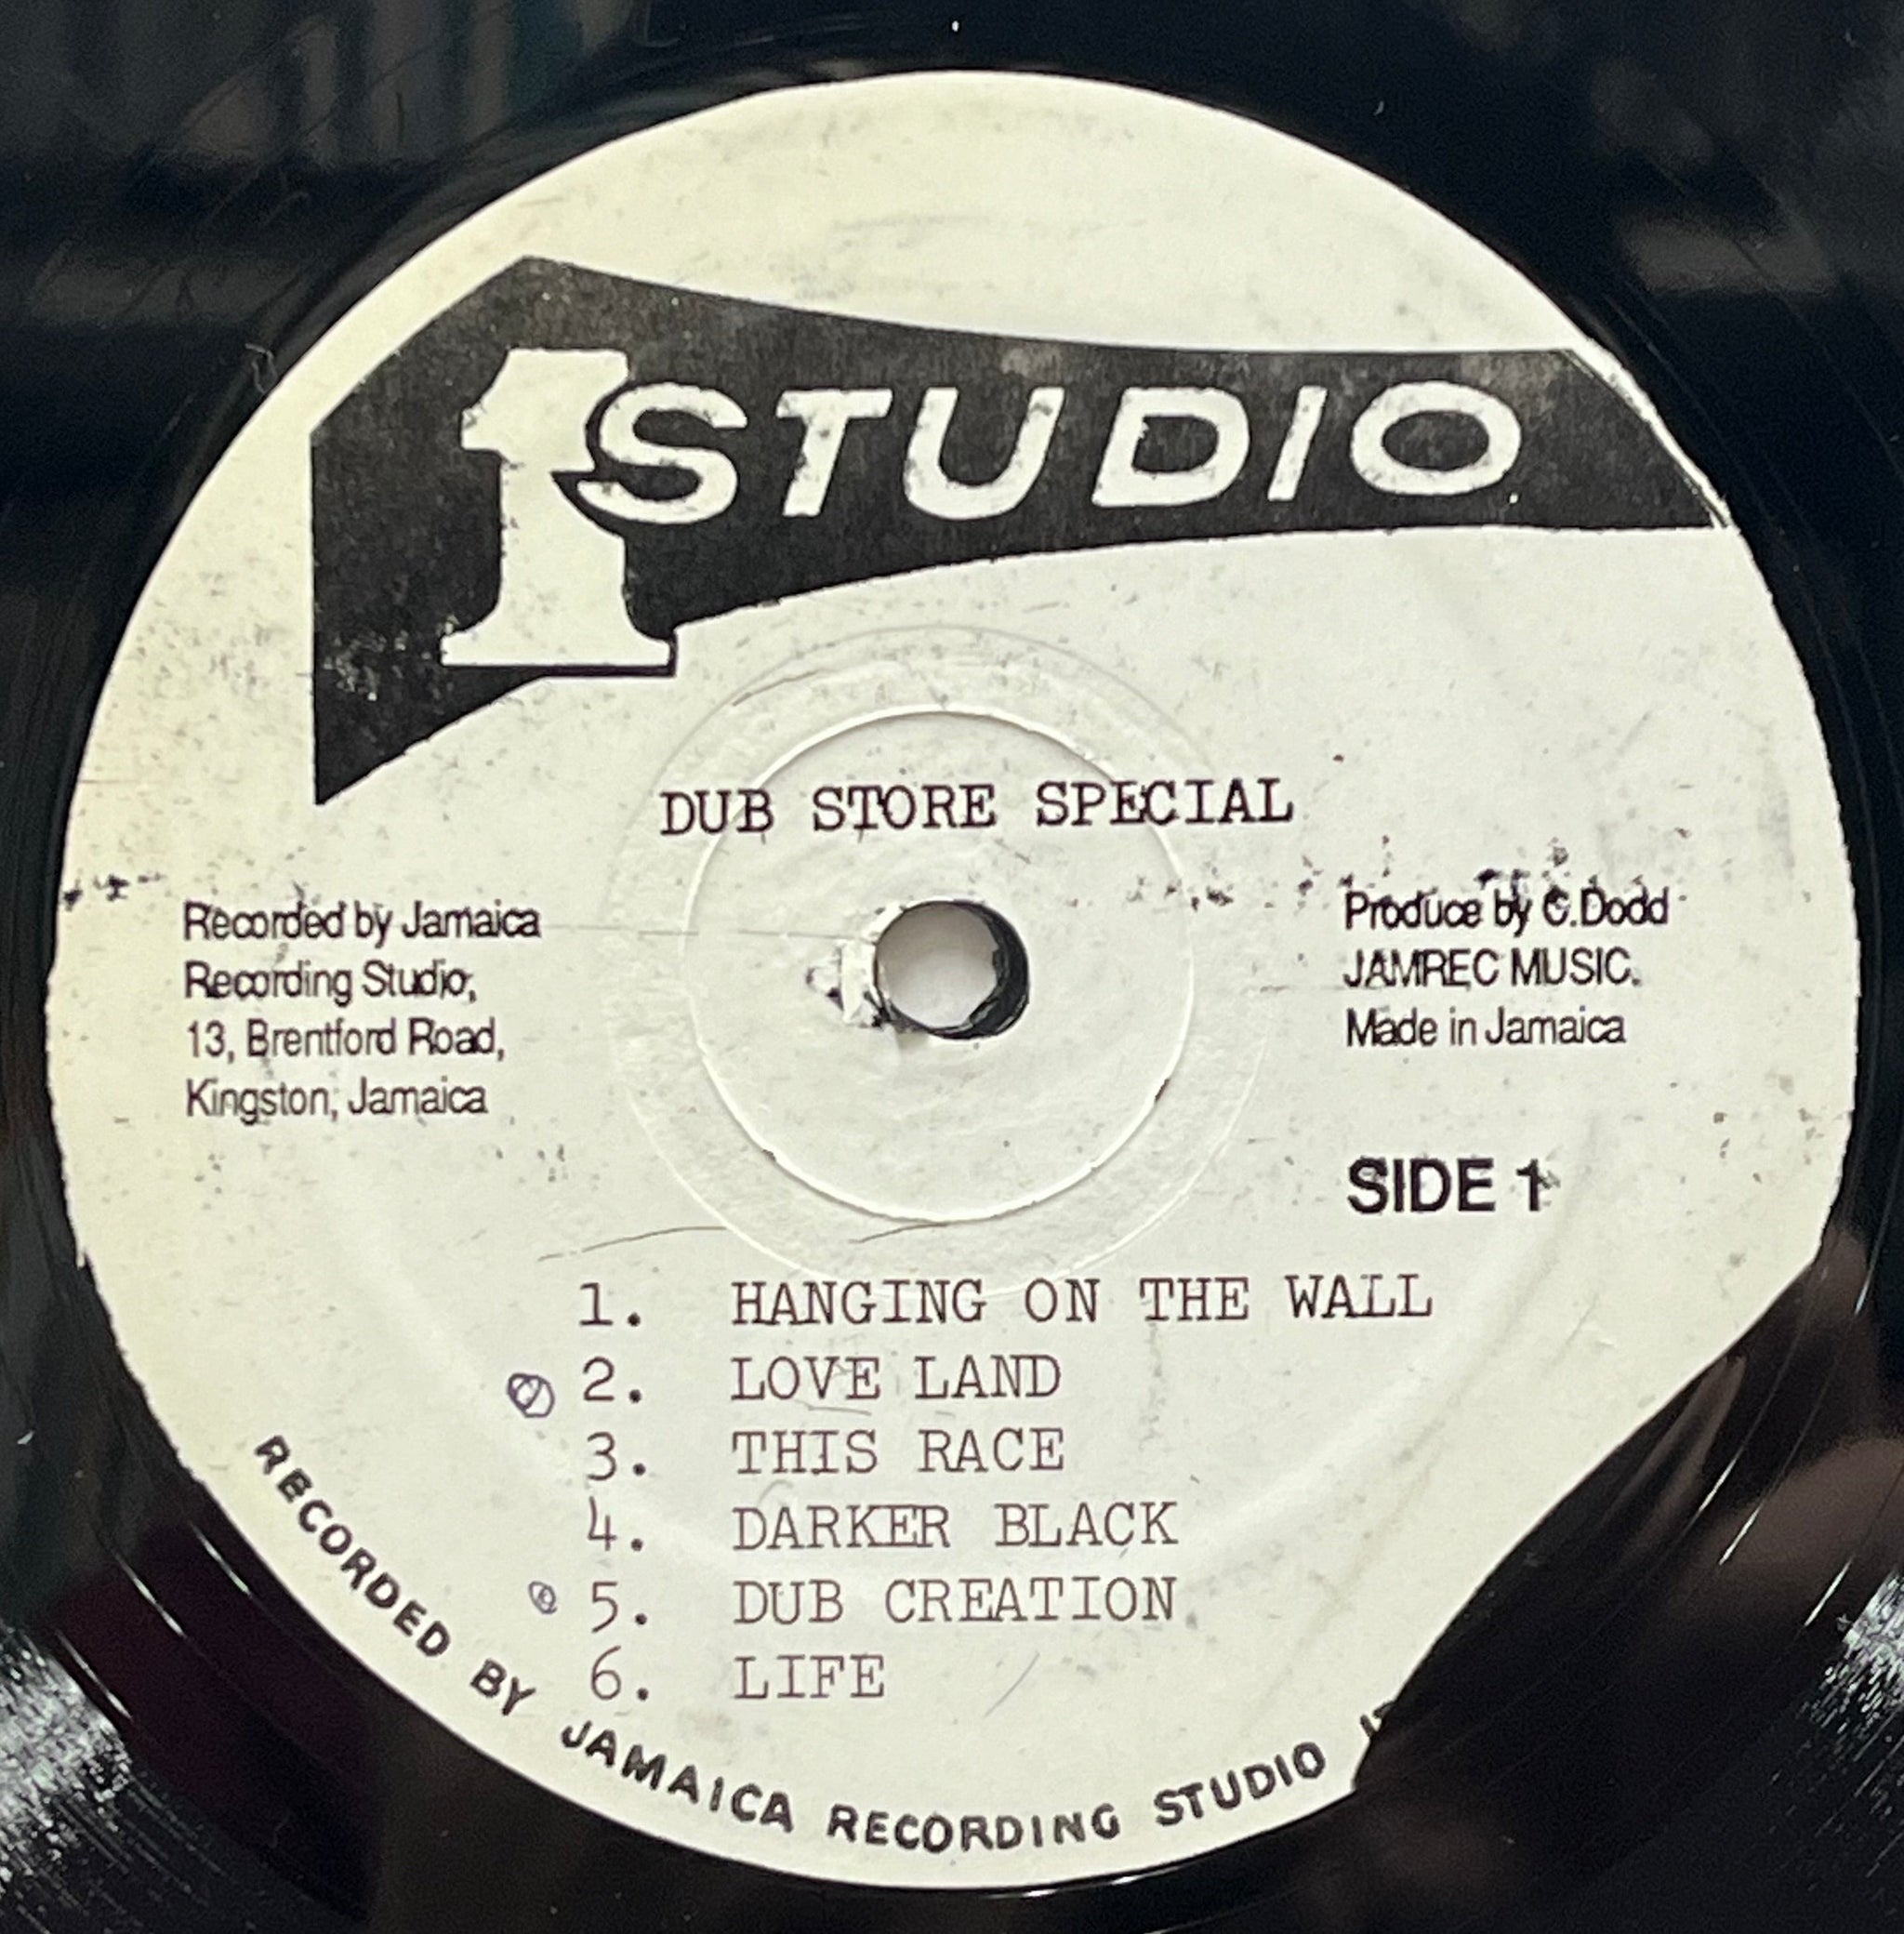 1 STUDIO
DUB STORE SPECIAL
Recorded by Jamaica
Recording Studio,
13, Brentford Road,
Kingston, Jamaica
Produce by C.Dodd
JAMREC MUSIC.
Made in Jamaica
SIDE 1
1. HANGING ON THE WALL
2. LOVE LAND
3. THIS RACE
4. DARKER BLACK
5. DUB CREATION
6. LIFE
RECORDED BY JAMAICA RECORDING STUDIO